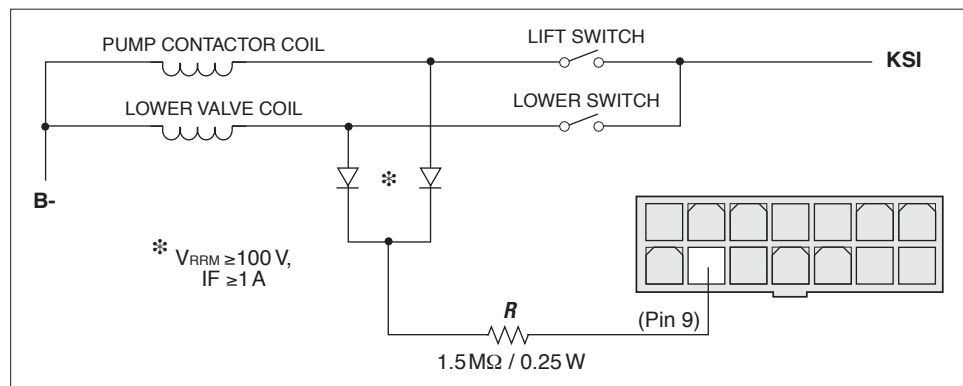 PUMP CONTACTOR COIL
LIFT SWITCH
KSI
LOWER VALVE COIL
LOWER SWITCH
B-
✻
✻ VRRM ≥100 V,
IF ≥1 A
R
(Pin 9)
1.5 MΩ / 0.25 W